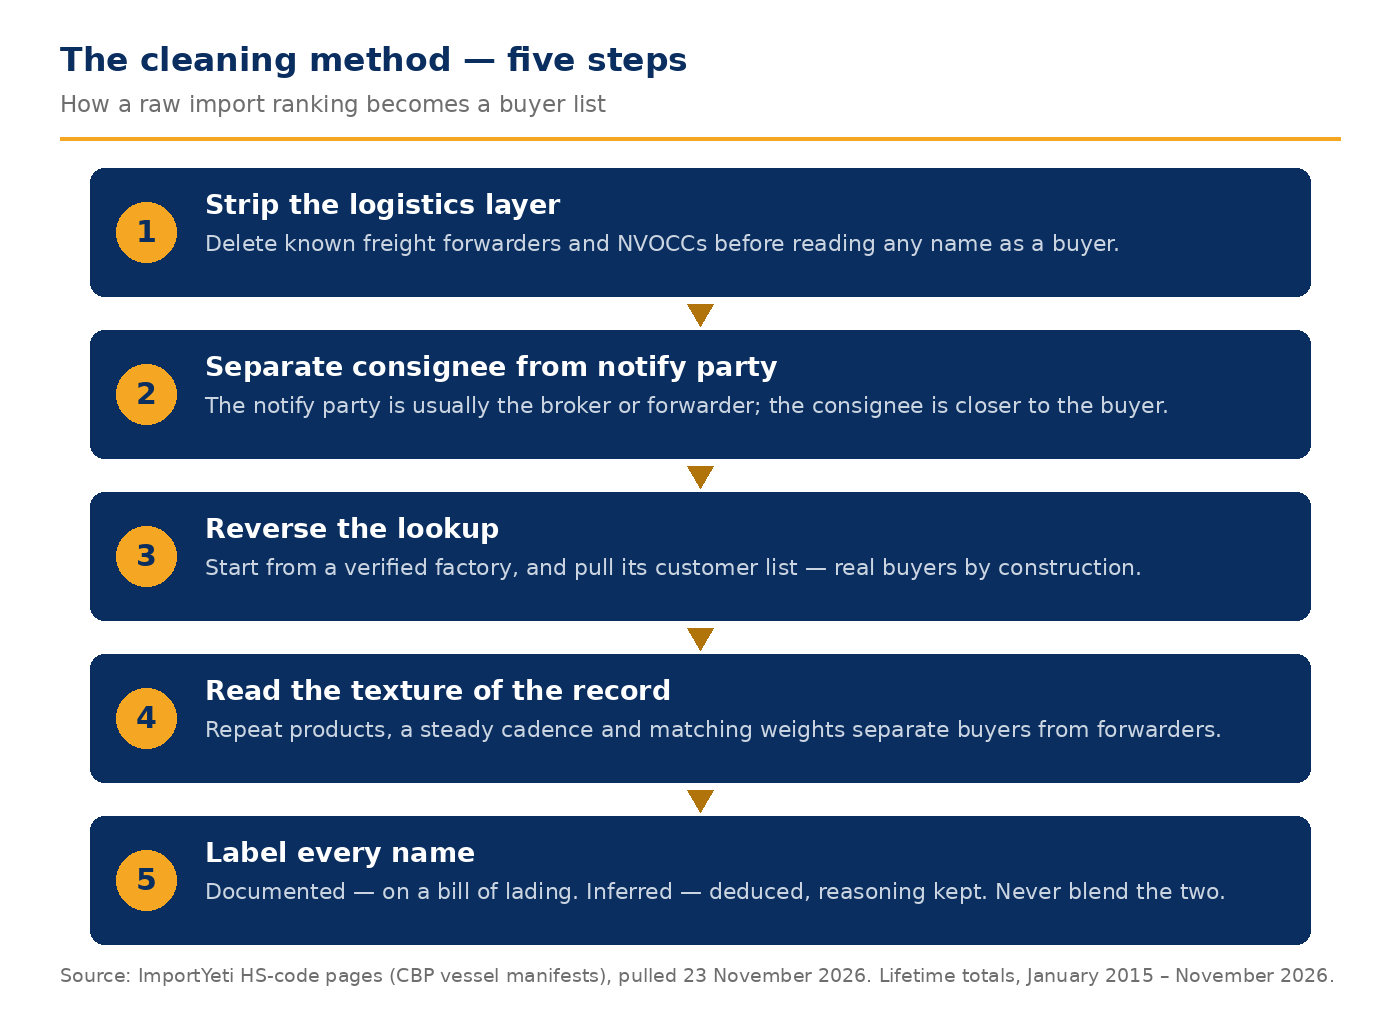 The cleaning method — five steps
How a raw import ranking becomes a buyer list
1
Strip the logistics layer
Delete known freight forwarders and NVOCCs before reading any name as a buyer.
2
Separate consignee from notify party
The notify party is usually the broker or forwarder; the consignee is closer to the buyer.
3
Reverse the lookup
Start from a verified factory, and pull its customer list — real buyers by construction.
4
Read the texture of the record
Repeat products, a steady cadence and matching weights separate buyers from forwarders.
5
Label every name
Documented — on a bill of lading. Inferred — deduced, reasoning kept. Never blend the two.
Source: ImportYeti HS-code pages (CBP vessel manifests), pulled 23 November 2026. Lifetime totals, January 2015 – November 2026.